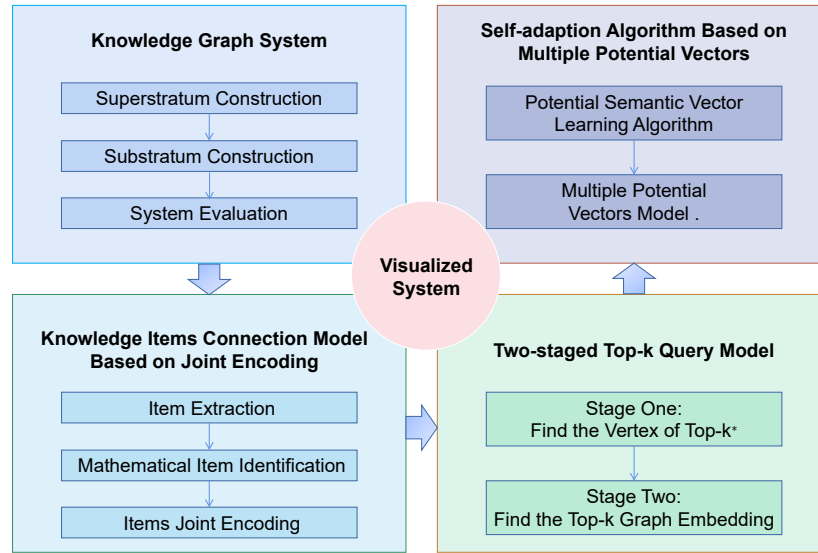 Knowledge Graph System
Superstratum Construction
Substratum Construction
System Evaluation
Self-adaption Algorithm Based on
Multiple Potential Vectors
Potential Semantic Vector
Learning Algorithm
Multiple Potential
Vectors Model .
Visualized
System
Knowledge Items Connection Model
Based on Joint Encoding
Item Extraction
Mathematical Item Identification
Items Joint Encoding
Two-staged Top-k Query Model
Stage One:
Find the Vertex of Top-k*
Stage Two:
Find the Top-k Graph Embedding